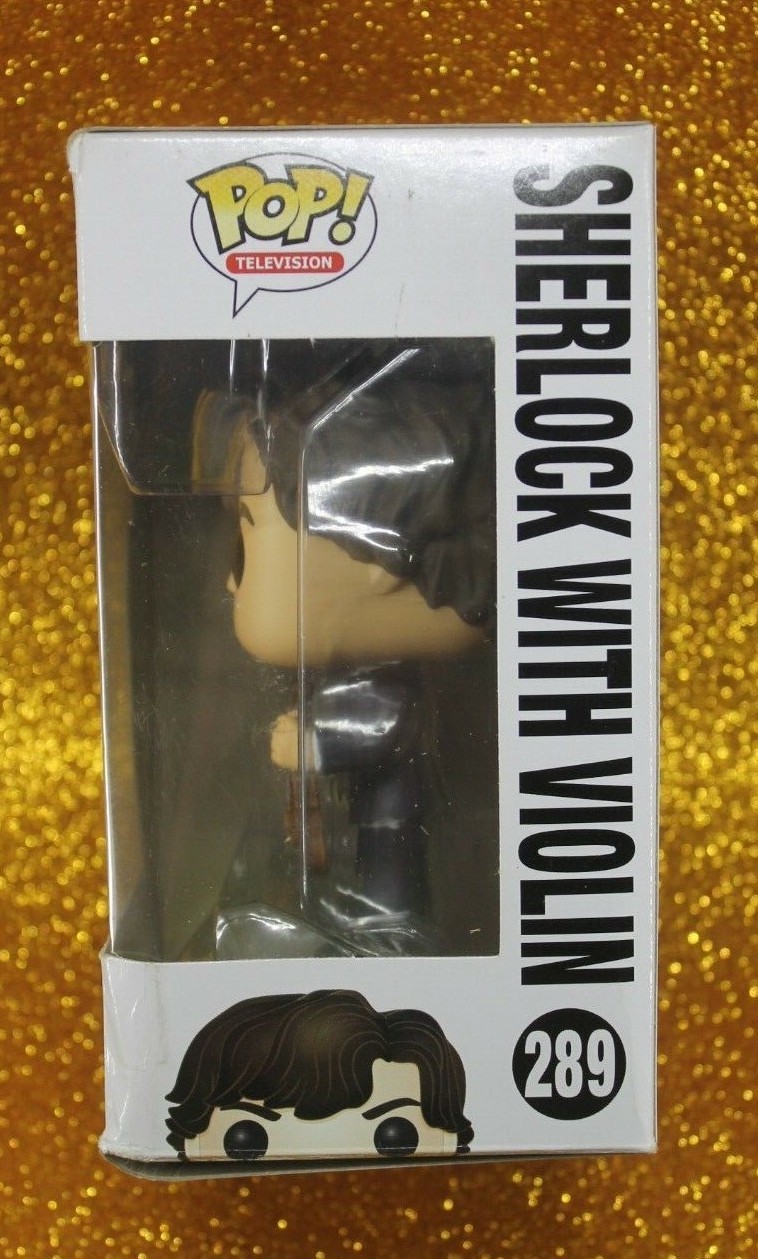 POP!
TELEVISION
SHERLOCK WITH VIOLIN
289